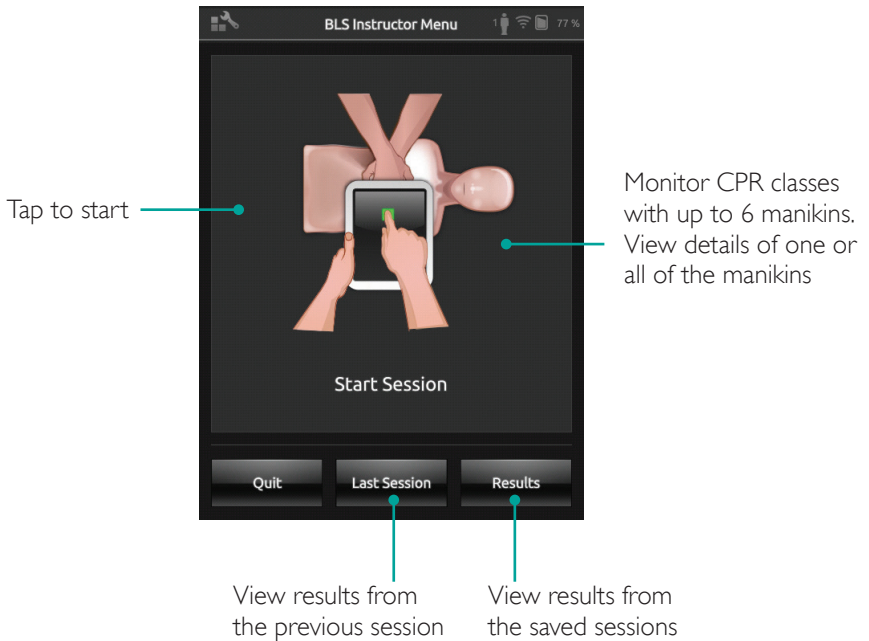 BLS Instructor Menu
1
77 %
Tap to start
Monitor CPR classes
with up to 6 manikins.
View details of one or
all of the manikins
Start Session
Quit
Last Session
Results
View results from
the previous session
View results from
the saved sessions